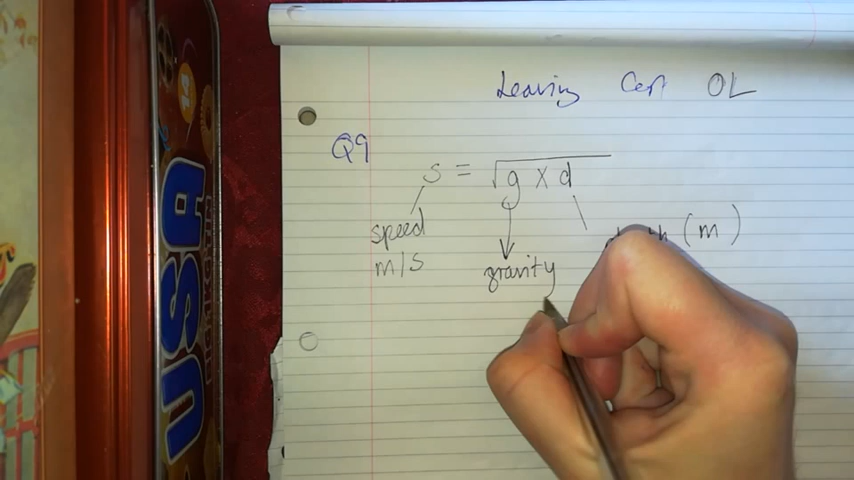 Leaving Cert OL
Q9
s = √g x d
speed
m/s
gravity
(m)
USA